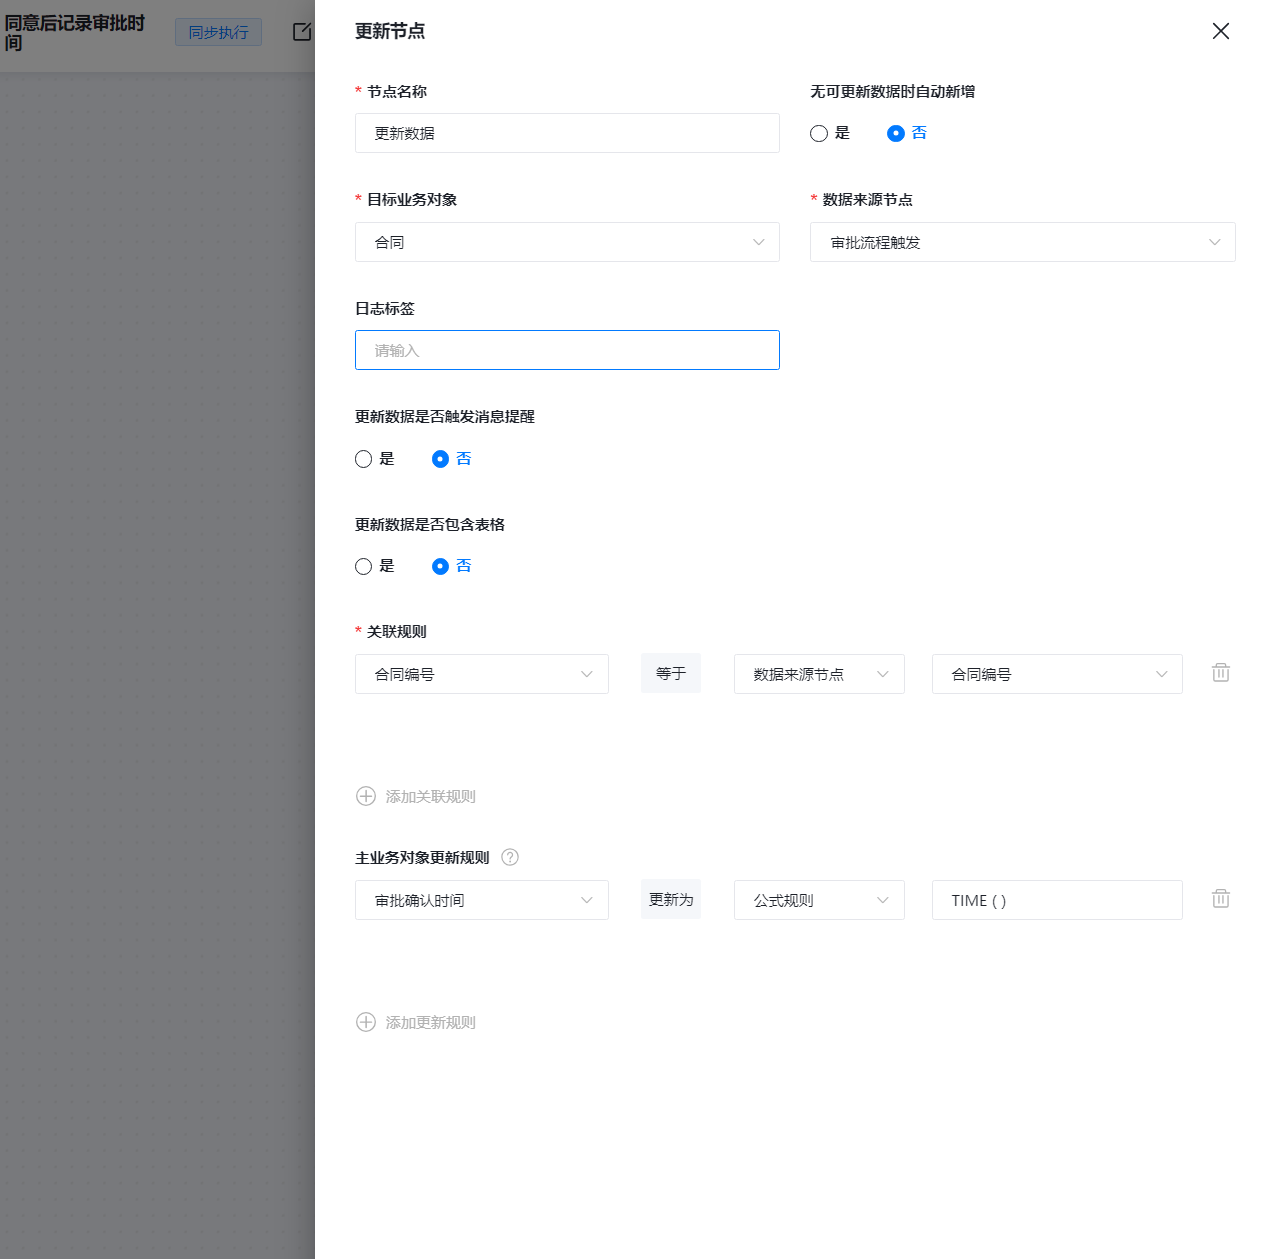 同意后记录审批时
间
同步执行
更新节点
* 节点名称
无可更新数据时自动新增
更新数据
是
否
* 目标业务对象
* 数据来源节点
合同
审批流程触发
日志标签
请输入
更新数据是否触发消息提醒
是
否
更新数据是否包含表格
是
否
* 关联规则
合同编号
等于
数据来源节点
合同编号
添加关联规则
主业务对象更新规则 ?
审批确认时间
更新为
公式规则
TIME ( )
添加更新规则